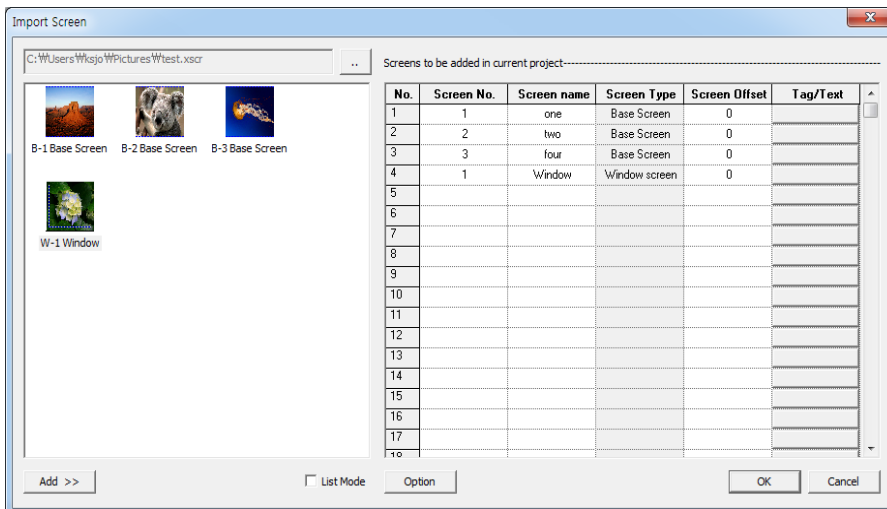 Import Screen
C:₩Users₩ksjo₩Pictures₩test.xscr
..
Screens to be added in current project
B-1 Base Screen B-2 Base Screen B-3 Base Screen
W-1 Window
No. Screen No. Screen name Screen Type Screen Offset Tag/Text
1 1 one Base Screen 0
2 2 two Base Screen 0
3 3 four Base Screen 0
4 1 Window Window screen 0
5
6
7
8
9
10
11
12
13
14
15
16
17
18
Add >>
List Mode
Option
OK
Cancel